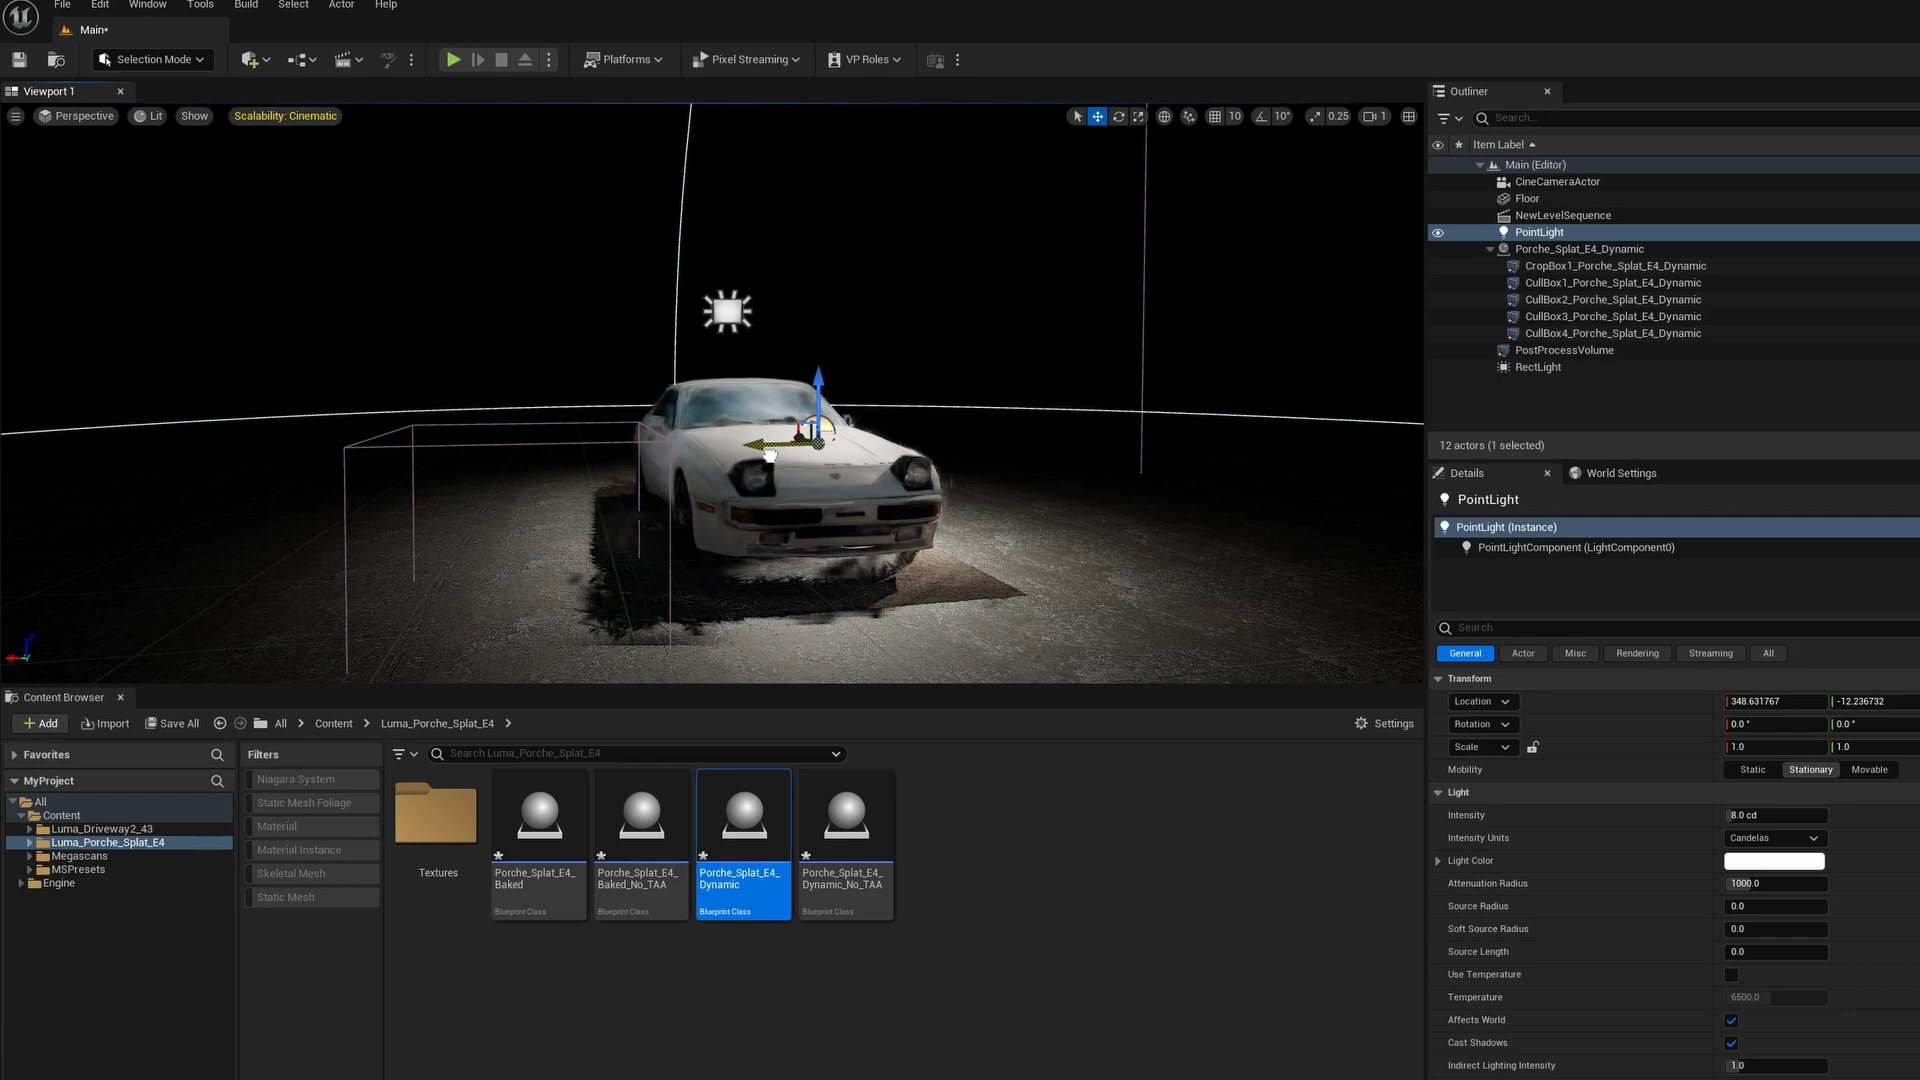 File Edit Window Tools Build Select Actor Help
Main*
Selection Mode Platforms Pixel Streaming VP Roles
Viewport 1
Perspective Lit Show Scalability: Cinematic 10 10° 0.25 1
Outliner
Search...
Item Label
Main (Editor)
CineCameraActor
Floor
NewLevelSequence
PointLight
Porche_Splat_E4_Dynamic
CropBox1_Porche_Splat_E4_Dynamic
CullBox1_Porche_Splat_E4_Dynamic
CullBox2_Porche_Splat_E4_Dynamic
CullBox3_Porche_Splat_E4_Dynamic
CullBox4_Porche_Splat_E4_Dynamic
PostProcessVolume
RectLight
12 actors (1 selected)
Details World Settings
PointLight
PointLight (Instance)
PointLightComponent (LightComponent0)
Search
General Actor Misc Rendering Streaming All
Transform
Location 348.631767 -12.236732
Rotation 0.0 ° 0.0 °
Scale 1.0 1.0
Mobility Static Stationary Movable
Light
Intensity 8.0 cd
Intensity Units Candelas
Light Color
Attenuation Radius 1000.0
Source Radius 0.0
Soft Source Radius 0.0
Source Length 0.0
Use Temperature
Temperature 6500.0
Affects World
Cast Shadows
Indirect Lighting Intensity 1.0
Content Browser
Add Import Save All All Content Luma_Porche_Splat_E4 Settings
Favorites
MyProject
All
Content
Luma_Driveway2_43
Luma_Porche_Splat_E4
Megascans
MSPresets
Engine
Filters
Niagara System
Static Mesh Foliage
Material
Material Instance
Skeletal Mesh
Static Mesh
Search Luma_Porche_Splat_E4
Textures
Porche_Splat_E4_
Baked
Blueprint Class
Porche_Splat_E4_
Baked_No_TAA
Blueprint Class
Porche_Splat_E4_
Dynamic
Blueprint Class
Porche_Splat_E4_
Dynamic_No_TAA
Blueprint Class